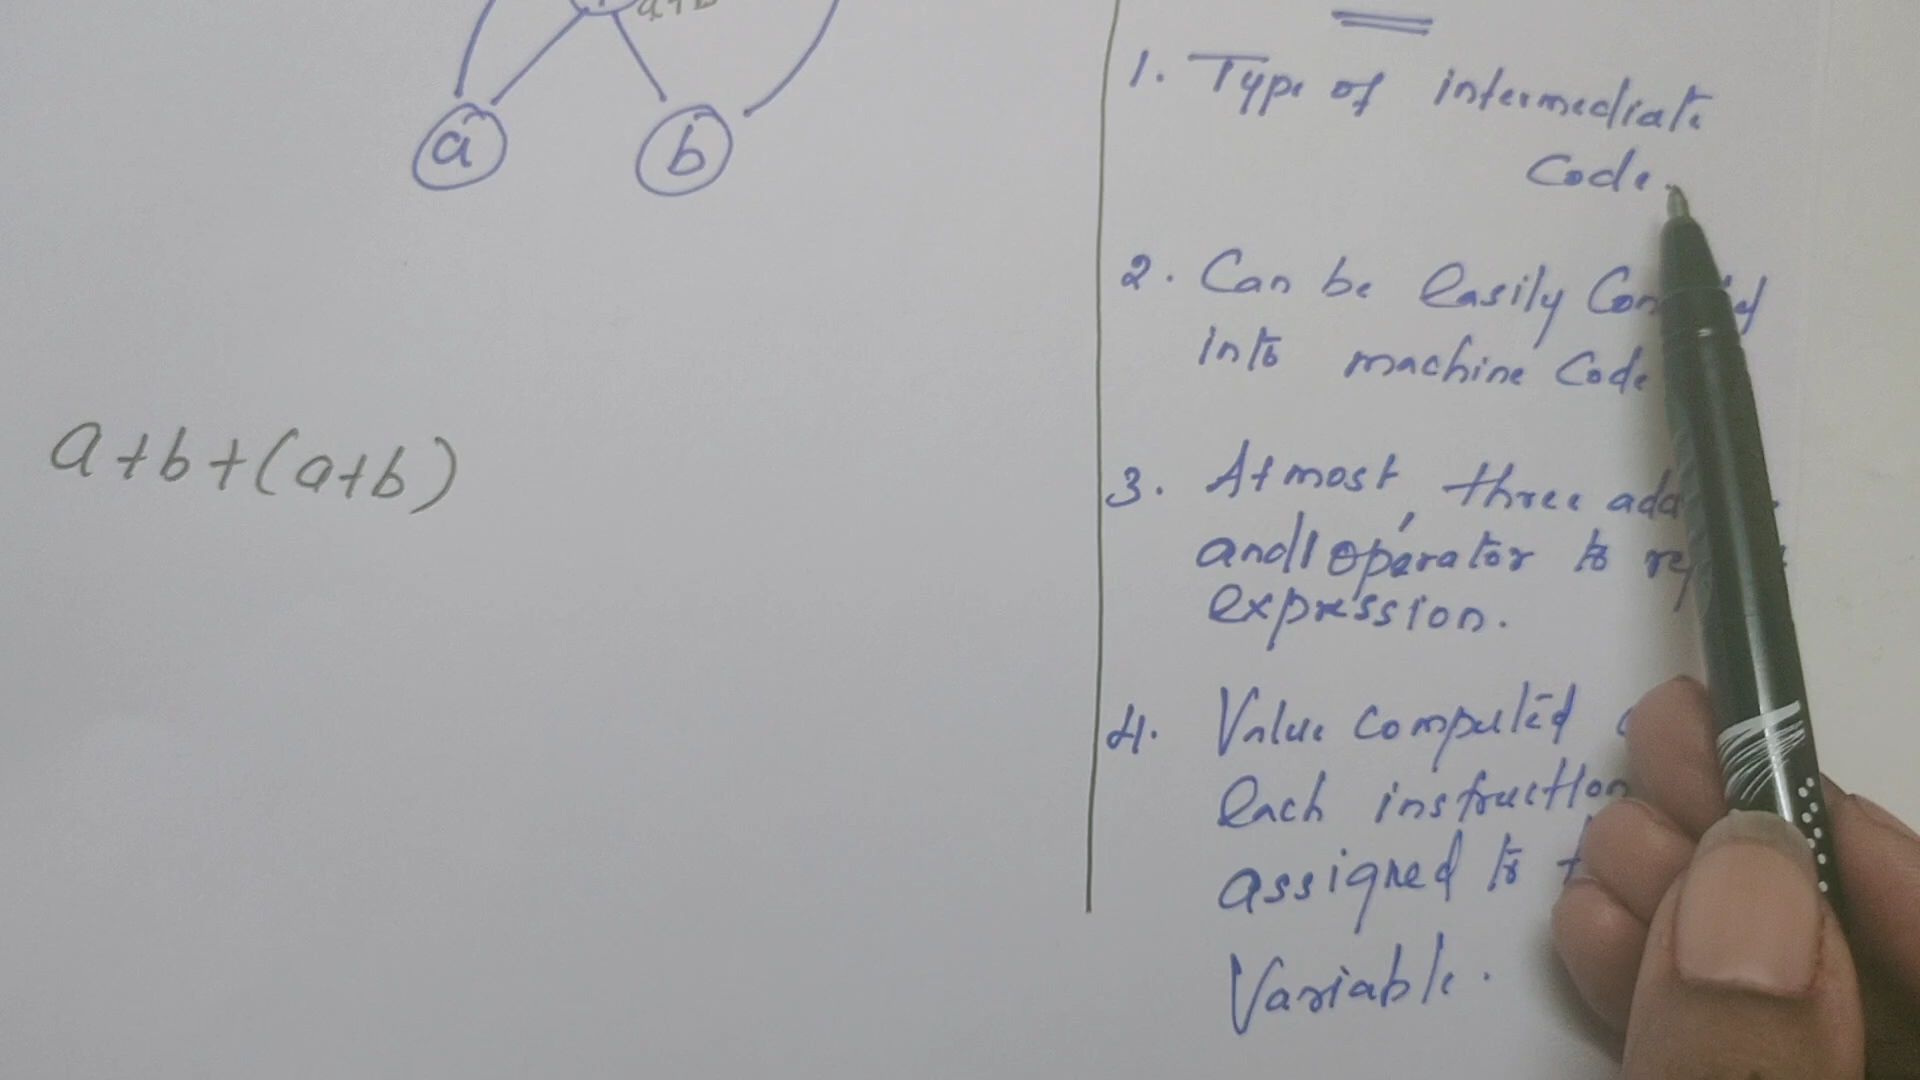 a+b
a
b
a+b+(a+b)
1. Type of intermediate
Code.
2. Can be easily
into machine Code
3. Atmost, three
and 1 operator to
expression.
4. Value computed
each instruction
assigned to
Variable.